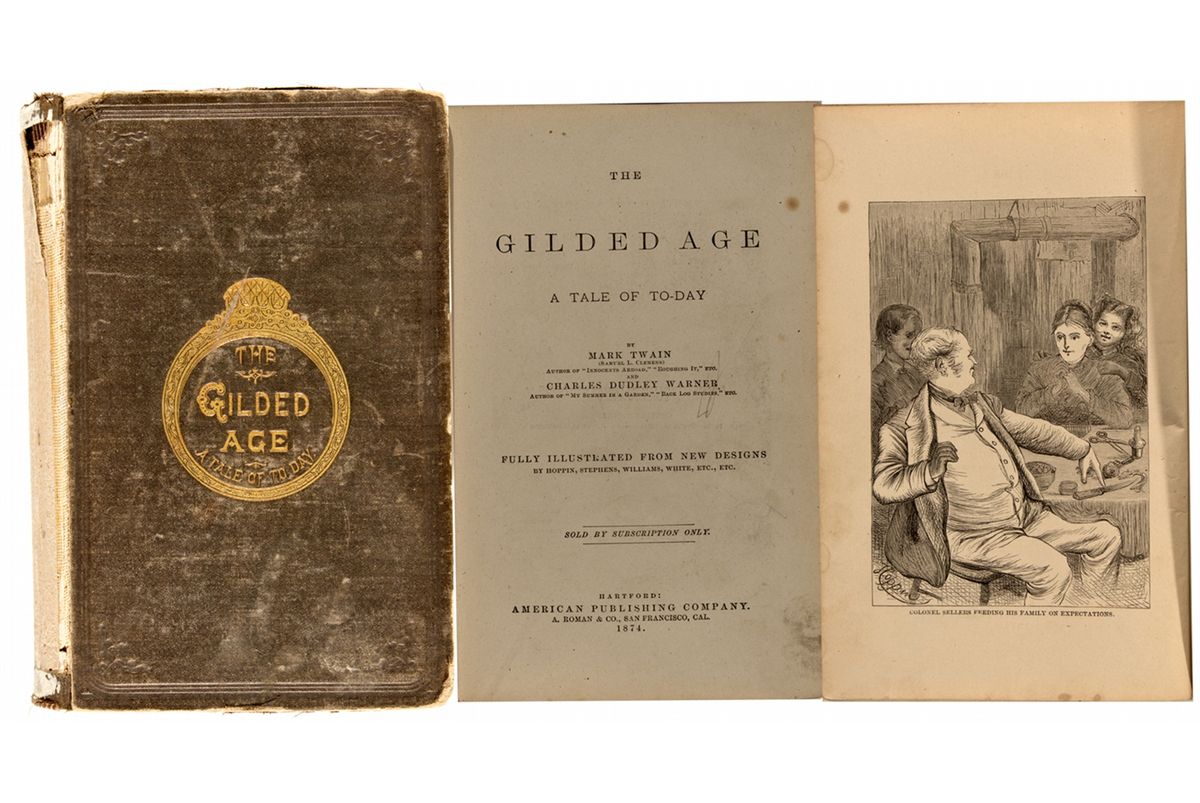 THE
GILDED
AGE
A TALE OF TO-DAY.
THE
GILDED AGE
A TALE OF TO-DAY
BY
MARK TWAIN
(SAMUEL L. CLEMENS)
AUTHOR OF "INNOCENTS ABROAD," "ROUGHING IT," ETC.
AND
CHARLES DUDLEY WARNER
AUTHOR OF "MY SUMMER IN A GARDEN," "BACK LOG STUDIES," ETC.
FULLY ILLUSTRATED FROM NEW DESIGNS
BY HOPPIN, STEPHENS, WILLIAMS, WHITE, ETC., ETC.
SOLD BY SUBSCRIPTION ONLY.
HARTFORD:
AMERICAN PUBLISHING COMPANY.
A. ROMAN & CO., SAN FRANCISCO, CAL.
1874.
Hoppin
COLONEL SELLERS FEEDING HIS FAMILY ON EXPECTATIONS.